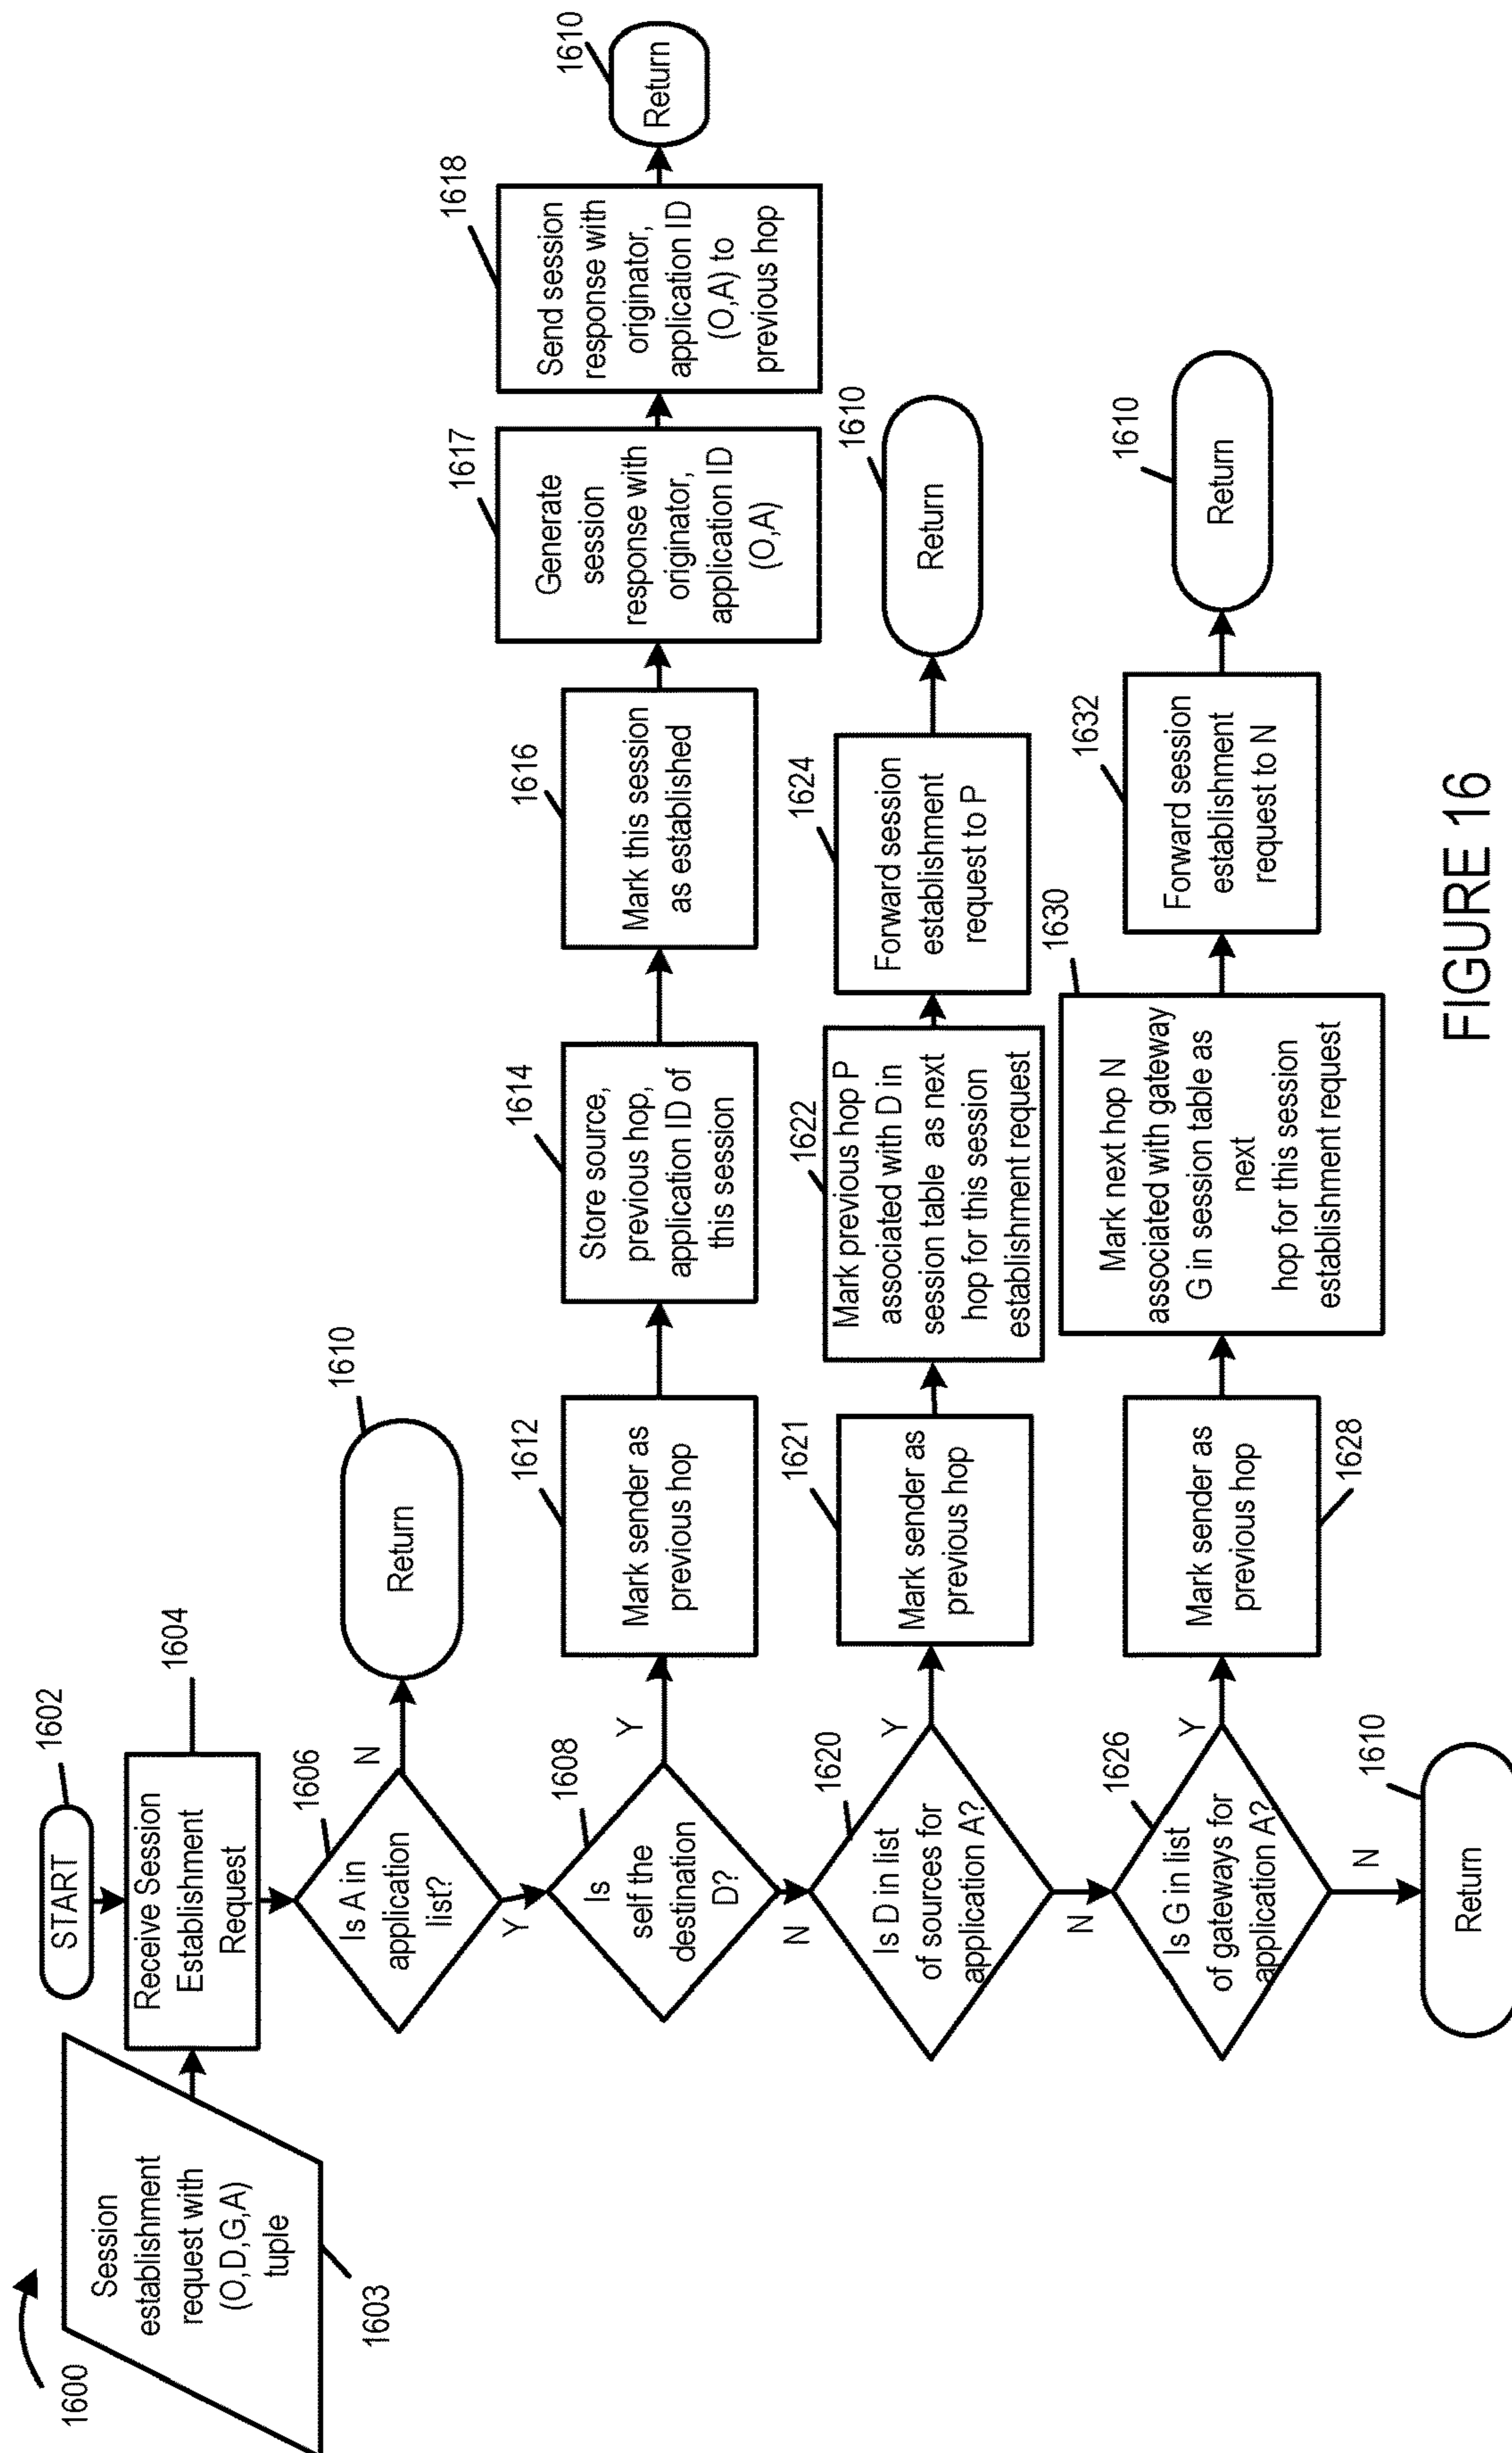 1600
Session
establishment
request with
(O,D,G,A)
tuple
1603
START
1602
Receive Session
Establishment
Request
1604
Is A in
application
list?
1606
N
Y
Return
1610
Is
self the
destination
D?
1608
Y
N
Mark sender as
previous hop
1612
Store source,
previous hop,
application ID of
this session
1614
Mark this session
as established
1616
Generate
session
response with
originator,
application ID
(O,A)
1617
Send session
response with
originator,
application ID
(O,A) to
previous hop
1618
Return
1610
Is D in list
of sources for
application A?
1620
Y
N
Mark sender as
previous hop
1621
Mark previous hop P
associated with D in
session table as next
hop for this session
establishment request
1622
Forward session
establishment
request to P
1624
Return
1610
Is G in list
of gateways for
application A?
1626
Y
N
Mark sender as
previous hop
1628
Mark next hop N
associated with gateway
G in session table as
next
hop for this session
establishment request
1630
Forward session
establishment
request to N
1632
Return
1610
Return
1610
FIGURE 16